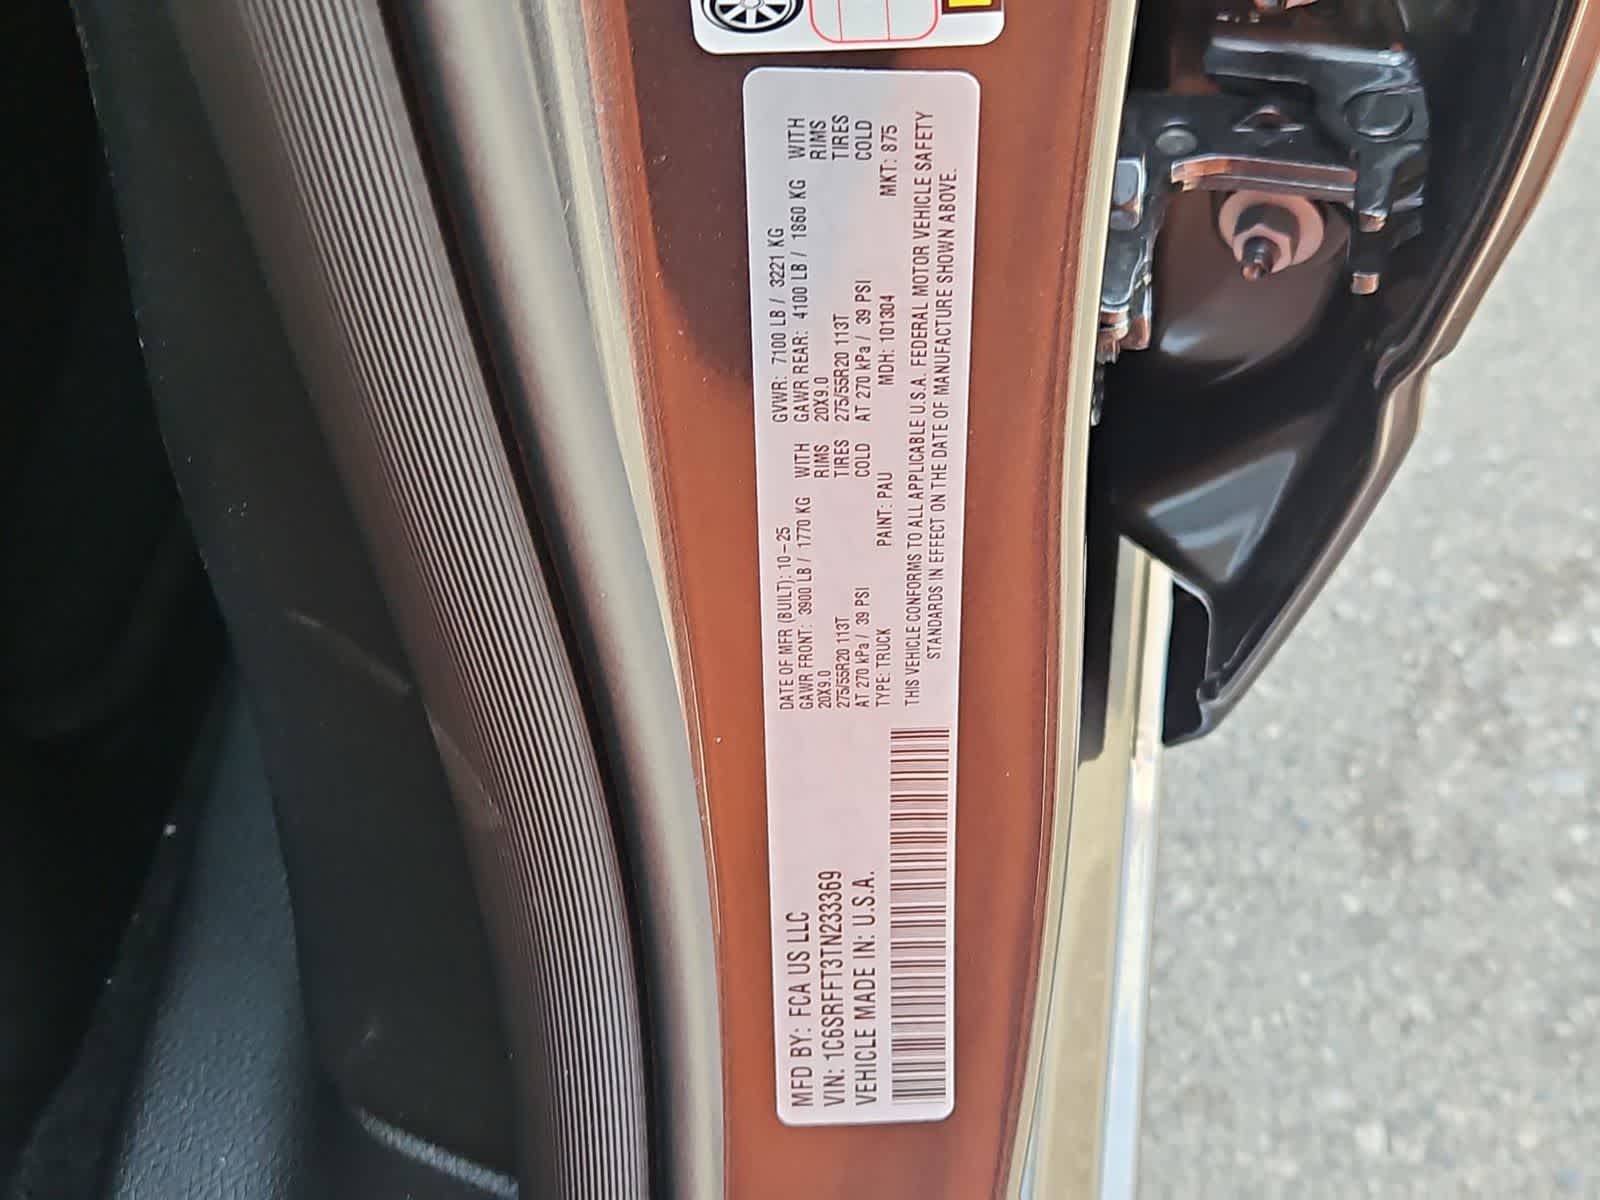 MFD BY: FCA US LLC
VIN: 1C6SRFFT3TN233369
VEHICLE MADE IN: U.S.A.
DATE OF MFR (BUILT): 10-25 GVWR: 7100 LB / 3221 KG
GAWR FRONT: 3900 LB / 1770 KG WITH GAWR REAR: 4100 LB / 1860 KG WITH
20X9.0 RIMS 20X9.0 RIMS
275/55R20 113T TIRES 275/55R20 113T TIRES
AT 270 kPa / 39 PSI COLD AT 270 kPa / 39 PSI COLD
TYPE: TRUCK PAINT: PAU MDH: 101304 MKT: 875
THIS VEHICLE CONFORMS TO ALL APPLICABLE U.S.A. FEDERAL MOTOR VEHICLE SAFETY
STANDARDS IN EFFECT ON THE DATE OF MANUFACTURE SHOWN ABOVE.